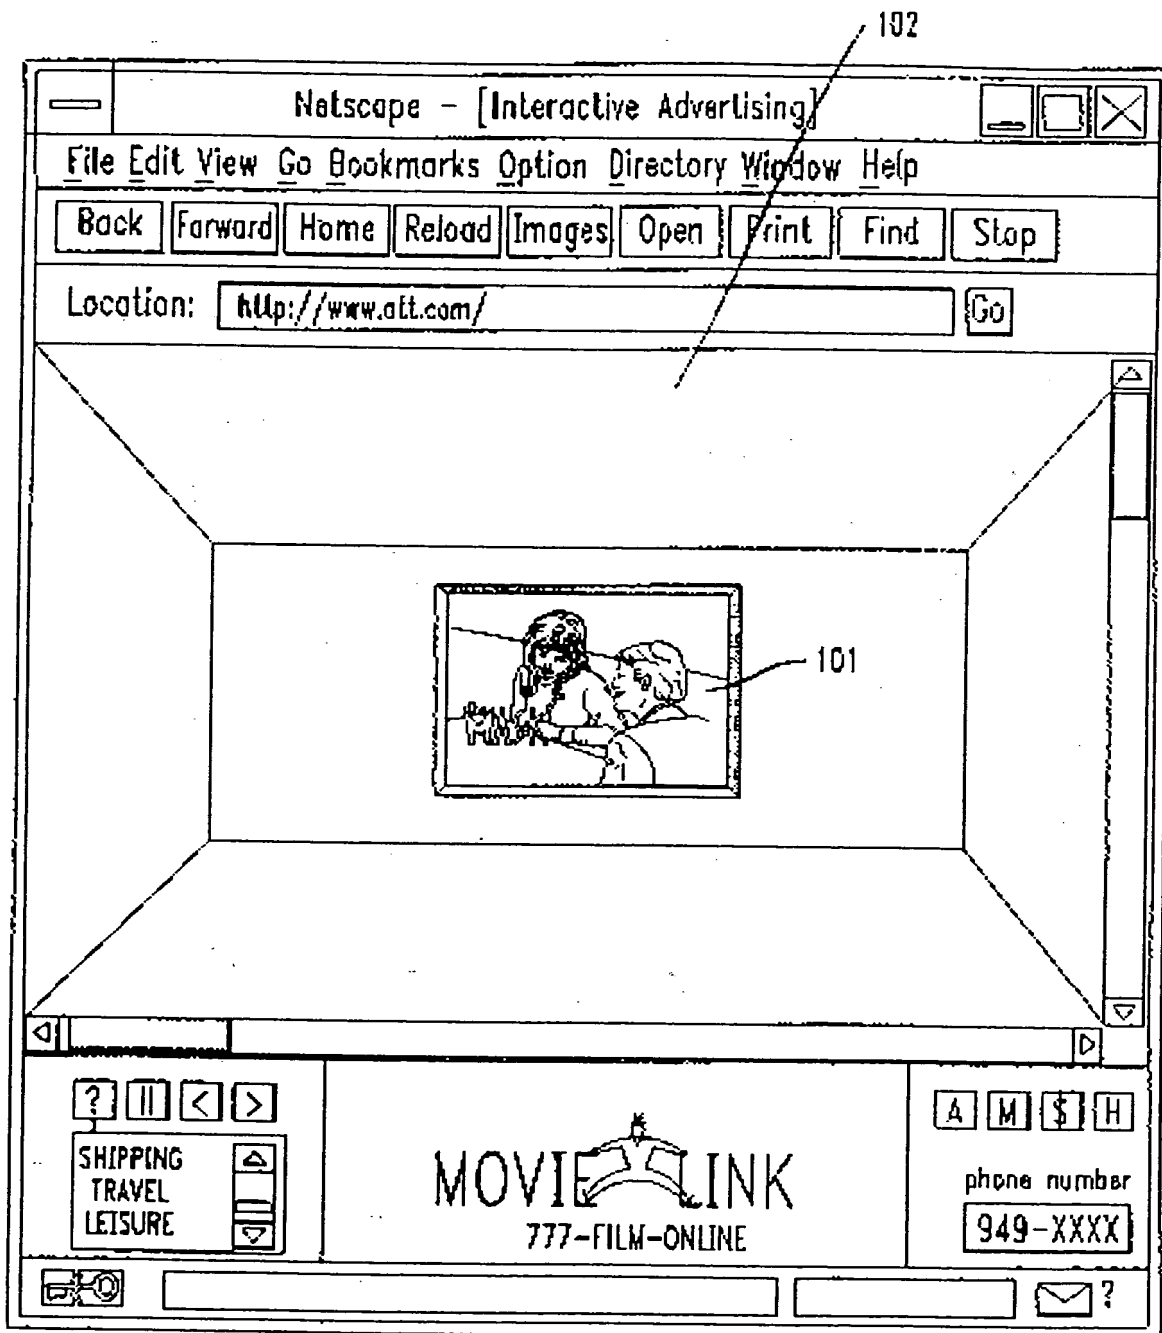 102
Netscape - [Interactive Advertising]
File Edit View Go Bookmarks Option Directory Window Help
Back Forward Home Reload Images Open Print Find Stop
Location: http://www.att.com/ Go
101
? || < > A M $ H
SHIPPING
TRAVEL
LEISURE
MOVIE LINK
777-FILM-ONLINE
phone number
949-XXXX
?